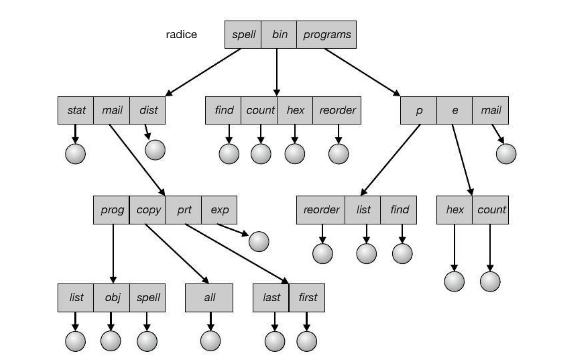 radice spell bin programs
stat mail dist find count hex reorder p e mail
prog copy prt exp reorder list find hex count
list obj spell all last first